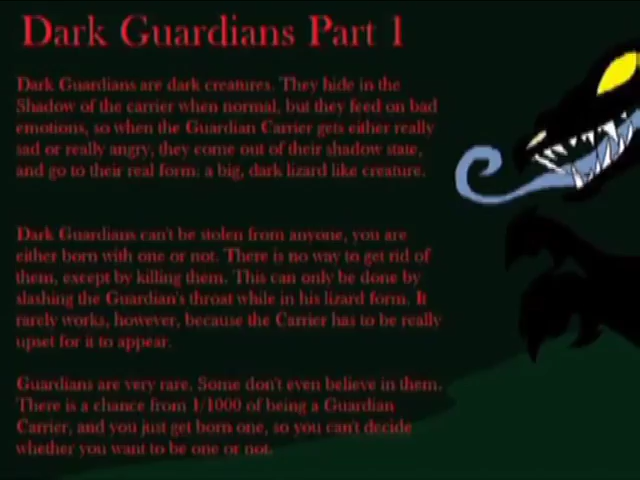 Dark Guardians Part 1
Dark Guardians are dark creatures. They hide in the
Shadow of the carrier when normal, but they feed on bad
emotions, so when the Guardian Carrier gets either really
sad or really angry, they come out of their shadow state,
and go to their real form: a big, dark lizard like creature.
Dark Guardians can't be stolen from anyone, you are
either born with one or not. There is no way to get rid of
them, except by killing them. This can only be done by
slashing the Guardian's throat while in his lizard form. It
rarely works, however, because the Carrier has to be really
upset for it to appear.
Guardians are very rare. Some don't even believe in them.
There is a chance from 1/1000 of being a Guardian
Carrier, and you just get born one, so you can't decide
whether you want to be one or not.